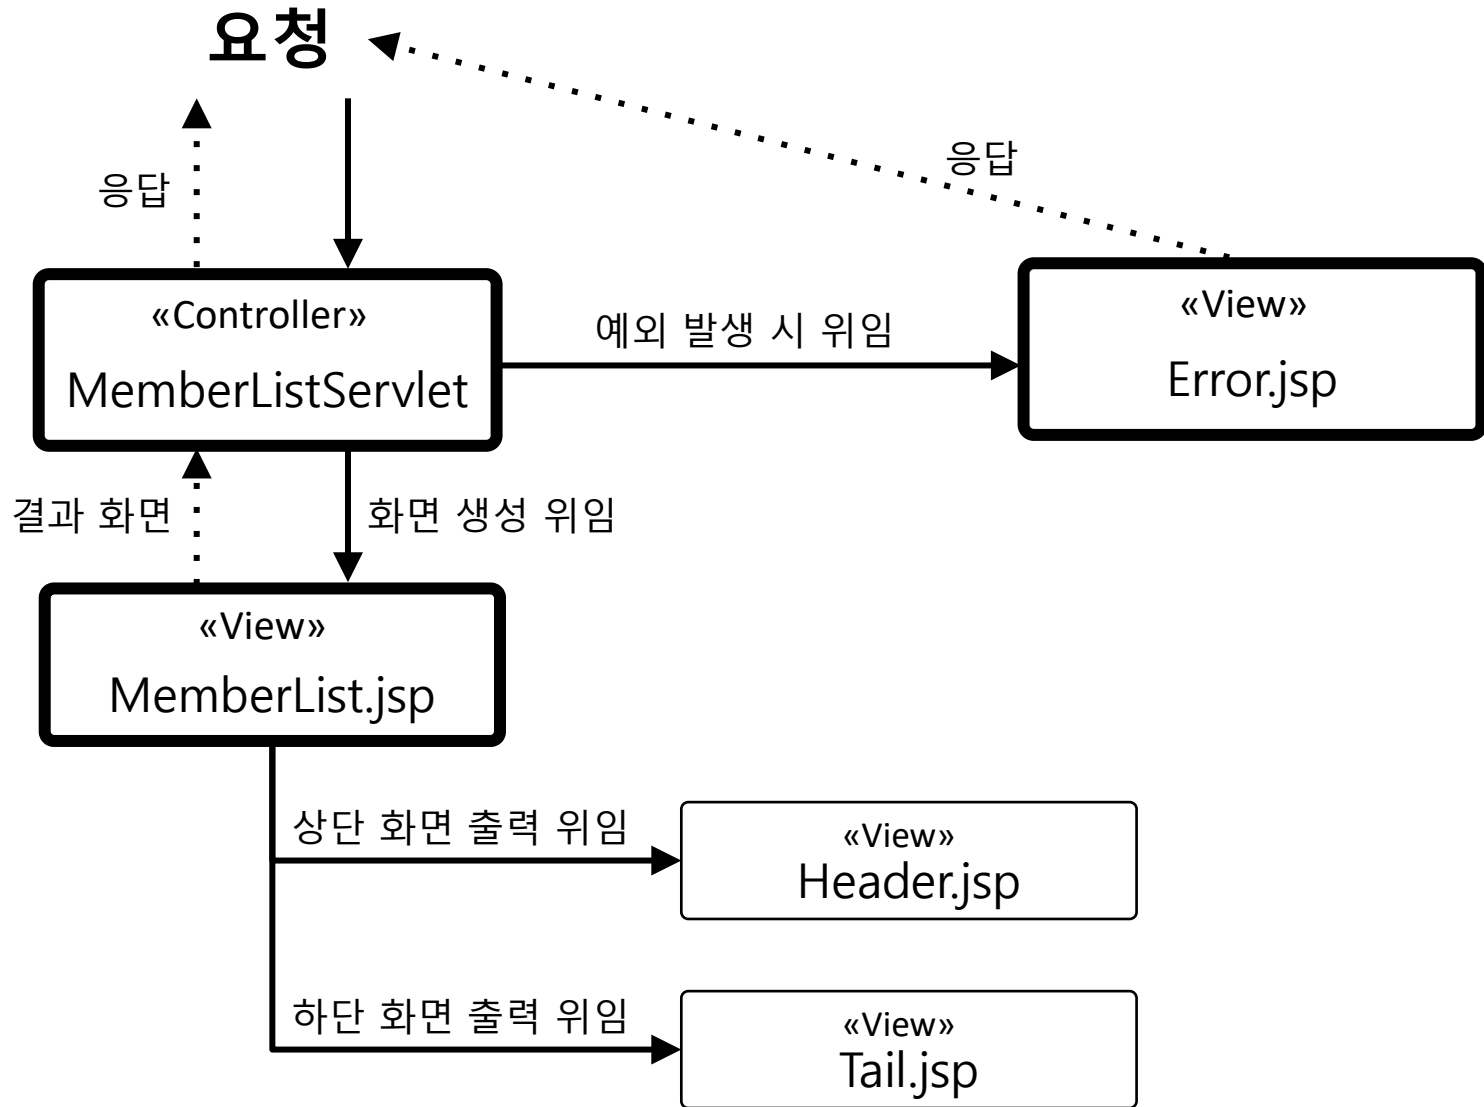 요청
응답
응답
«Controller»
MemberListServlet
예외 발생 시 위임
«View»
Error.jsp
결과 화면
화면 생성 위임
«View»
MemberList.jsp
상단 화면 출력 위임
«View»
Header.jsp
하단 화면 출력 위임
«View»
Tail.jsp